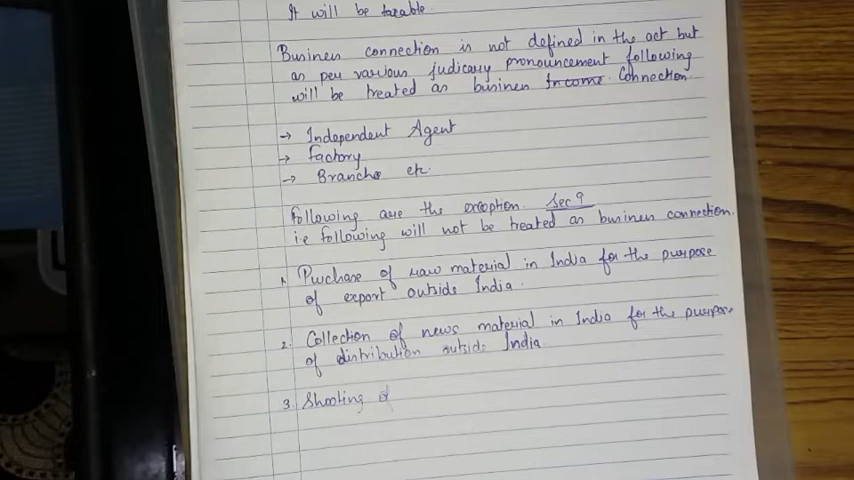 It will be taxable.
Business connection is not defined in the act but
as per various judicary pronouncement following
will be treated as business Income Connection.
→ Independent Agent
→ Factory
→ Branchs etc.
Following are the exception Sec 9
i.e following will not be treated as business connection.
1. Purchase of raw material in India for the purpose
of export outside India.
2. Collection of news material in India for the purpose
of distribution outside India
3. Shooting of